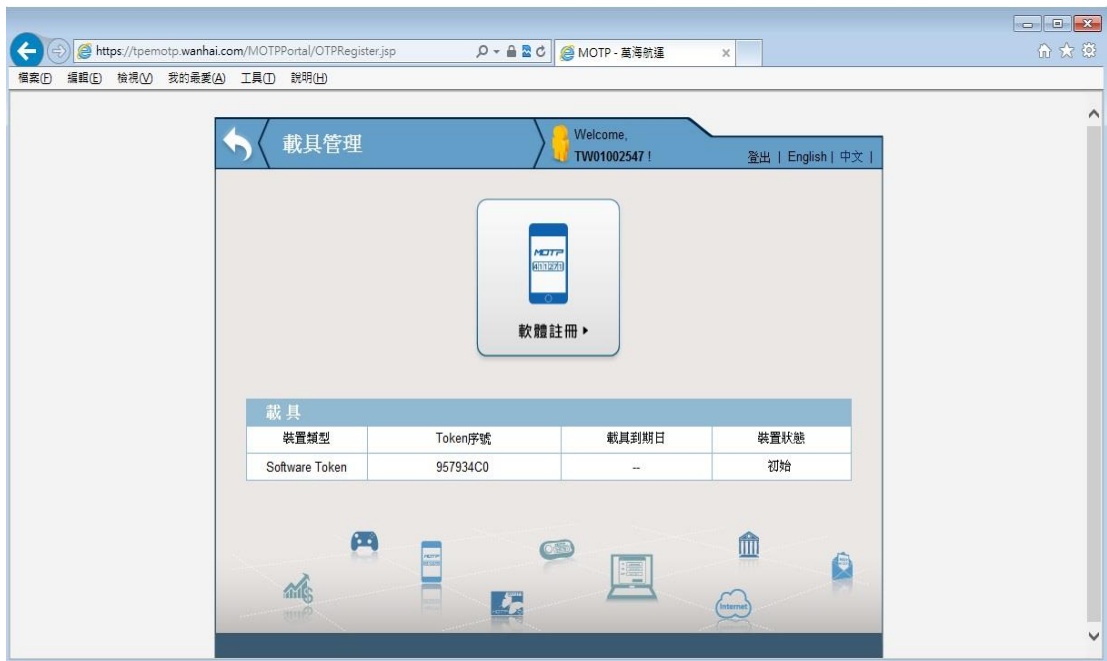 https://tpemotp.wanhai.com/MOTPPortal/OTPRegister.jsp
MOTP - 萬海航運
檔案(F) 編輯(E) 檢視(V) 我的最愛(A) 工具(T) 說明(H)
載具管理
Welcome,
TW01002547 !
登出 | English | 中文 |
MOTP
軟體註冊
載具
裝置類型 Token序號 載具到期日 裝置狀態
Software Token 957934C0 -- 初始
MOTP
Internet